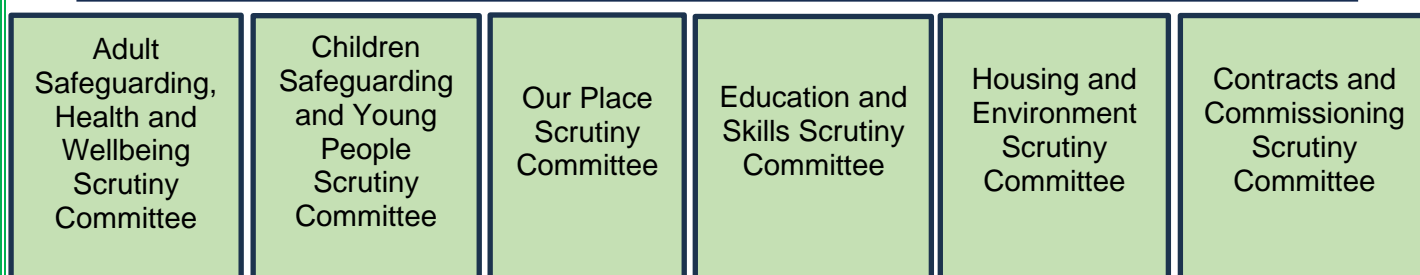 Adult
Safeguarding,
Health and
Wellbeing
Scrutiny
Committee
Children
Safeguarding
and Young
People
Scrutiny
Committee
Our Place
Scrutiny
Committee
Education and
Skills Scrutiny
Committee
Housing and
Environment
Scrutiny
Committee
Contracts and
Commissioning
Scrutiny
Committee